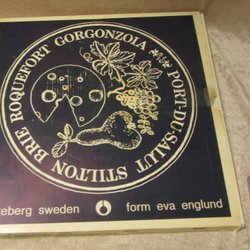 BRIE ROQUEFORT GORGONZOLA PORT-DU-SALUT STILTON
sweden form eva englund